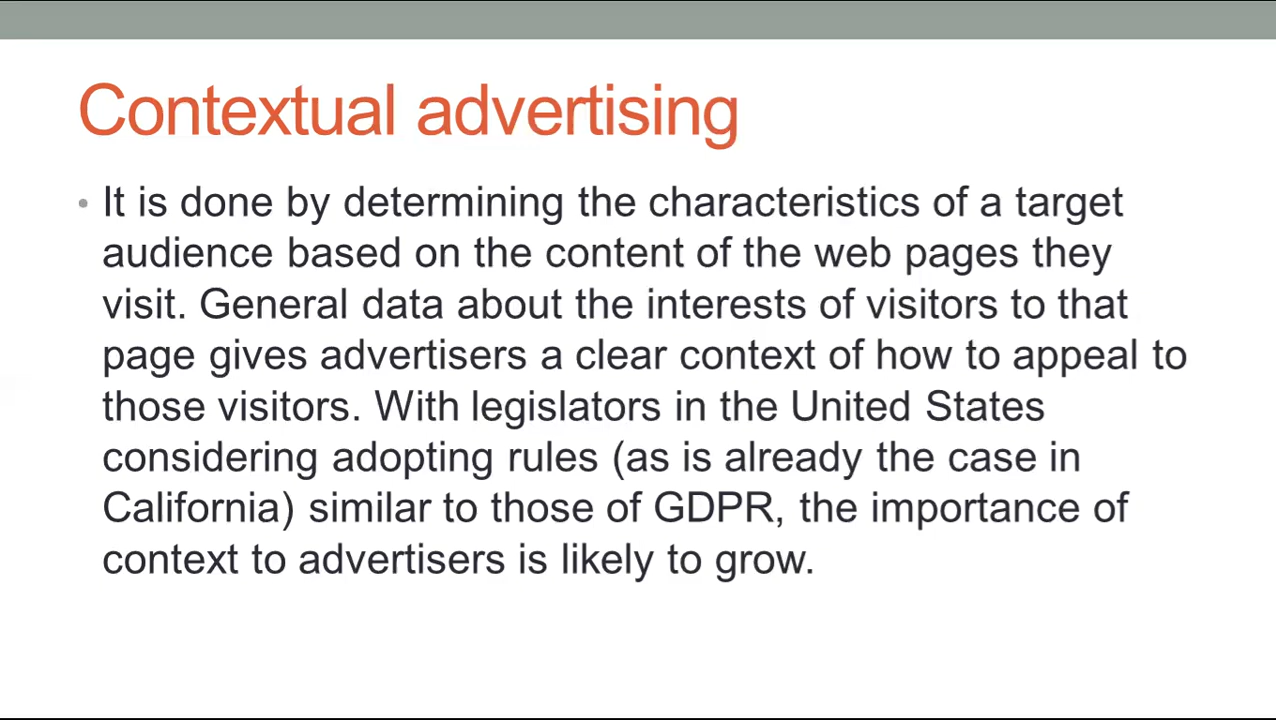 Contextual advertising
• It is done by determining the characteristics of a target
audience based on the content of the web pages they
visit. General data about the interests of visitors to that
page gives advertisers a clear context of how to appeal to
those visitors. With legislators in the United States
considering adopting rules (as is already the case in
California) similar to those of GDPR, the importance of
context to advertisers is likely to grow.